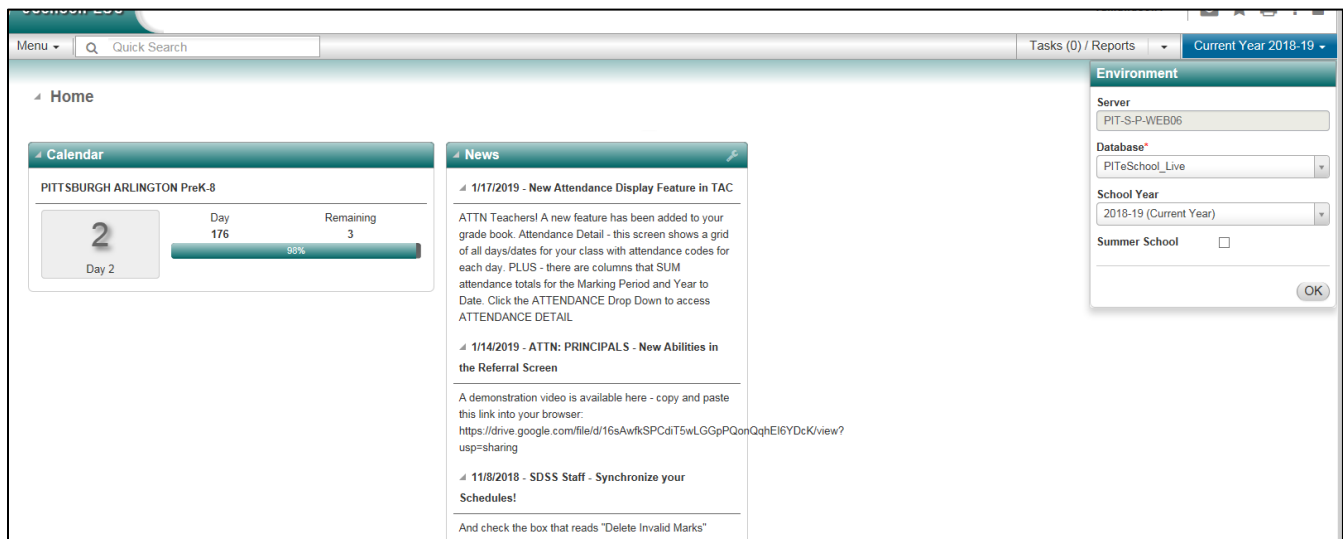 Menu
Quick Search
Tasks (0) / Reports
Current Year 2018-19
Environment
Server
PIT-S-P-WEB06
Database*
PITeSchool_Live
School Year
2018-19 (Current Year)
Summer School
OK
Home
Calendar
PITTSBURGH ARLINGTON PreK-8
2
Day 2
Day
176
Remaining
3
98%
News
1/17/2019 - New Attendance Display Feature in TAC
ATTN Teachers! A new feature has been added to your
grade book. Attendance Detail - this screen shows a grid
of all days/dates for your class with attendance codes for
each day. PLUS - there are columns that SUM
attendance totals for the Marking Period and Year to
Date. Click the ATTENDANCE Drop Down to access
ATTENDANCE DETAIL
1/14/2019 - ATTN: PRINCIPALS - New Abilities in
the Referral Screen
A demonstration video is available here - copy and paste
this link into your browser:
https://drive.google.com/file/d/16sAwfkSPCdiT5wLGGpPQonQqhEI6YDcK/view?
usp=sharing
11/8/2018 - SDSS Staff - Synchronize your
Schedules!
And check the box that reads "Delete Invalid Marks"